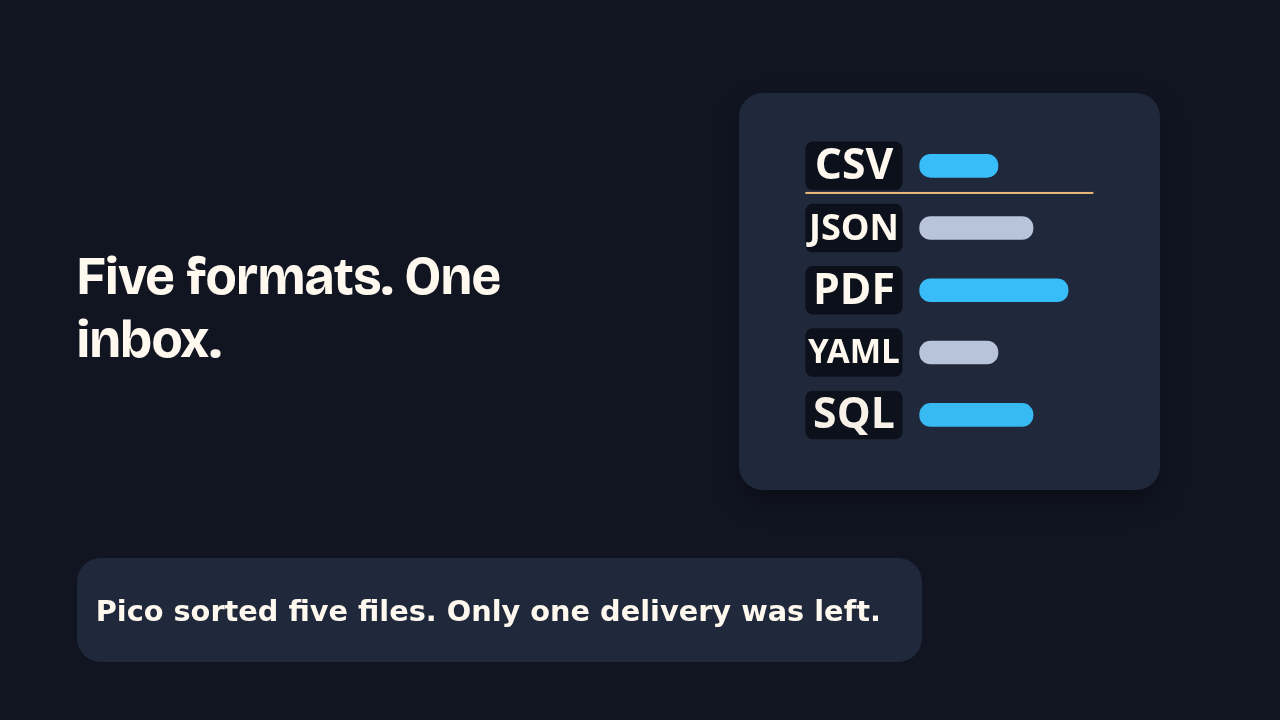 Five formats. One
inbox.
CSV
JSON
PDF
YAML
SQL
Pico sorted five files. Only one delivery was left.